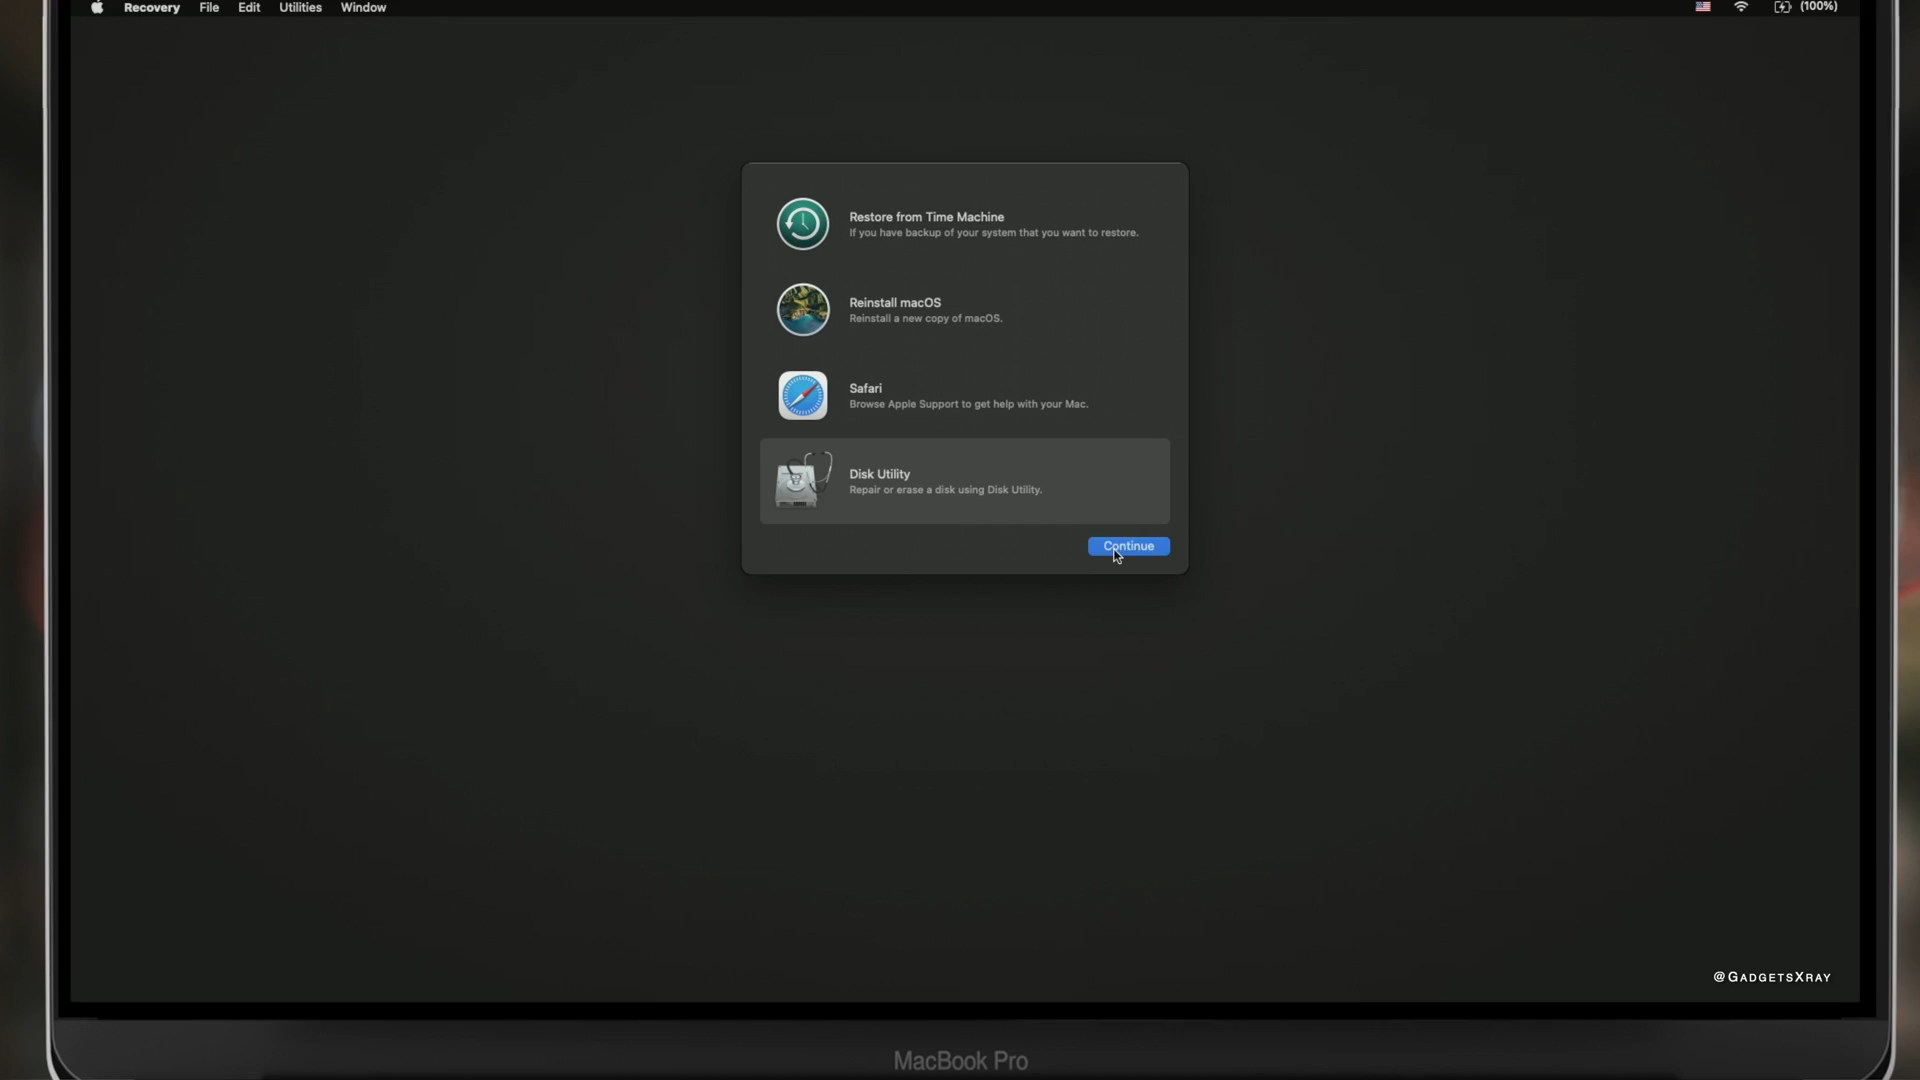 Recovery File Edit Utilities Window (100%)
Restore from Time Machine
If you have backup of your system that you want to restore.
Reinstall macOS
Reinstall a new copy of macOS.
Safari
Browse Apple Support to get help with your Mac.
Disk Utility
Repair or erase a disk using Disk Utility.
Continue
@GadgetsXray
MacBook Pro